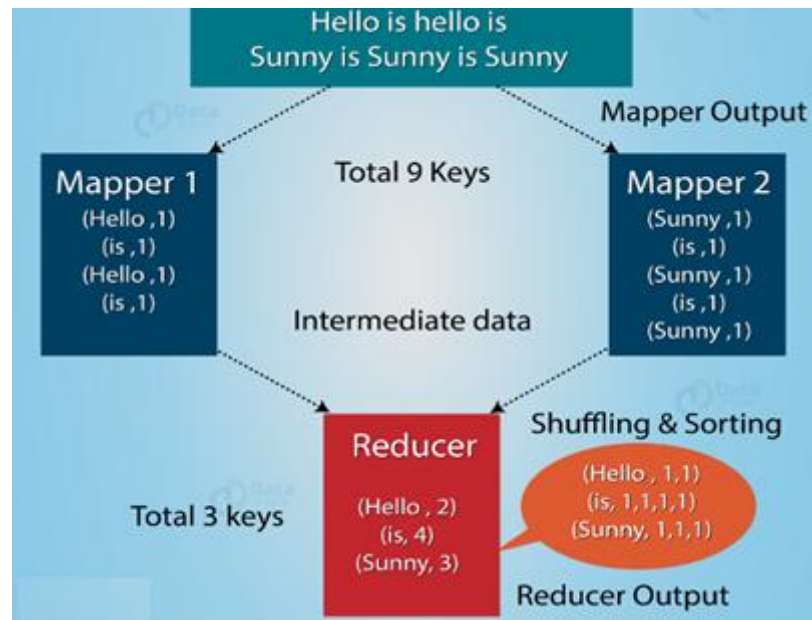 Hello is hello is
Sunny is Sunny is Sunny
Mapper Output
Mapper 1
(Hello ,1)
(is ,1)
(Hello ,1)
(is ,1)
Total 9 Keys
Mapper 2
(Sunny ,1)
(is ,1)
(Sunny ,1)
(is ,1)
(Sunny ,1)
Intermediate data
Shuffling & Sorting
Reducer
(Hello , 2)
(is, 4)
(Sunny, 3)
Total 3 keys
(Hello , 1,1)
(is, 1,1,1,1)
(Sunny, 1,1,1)
Reducer Output
Data
Data
Data